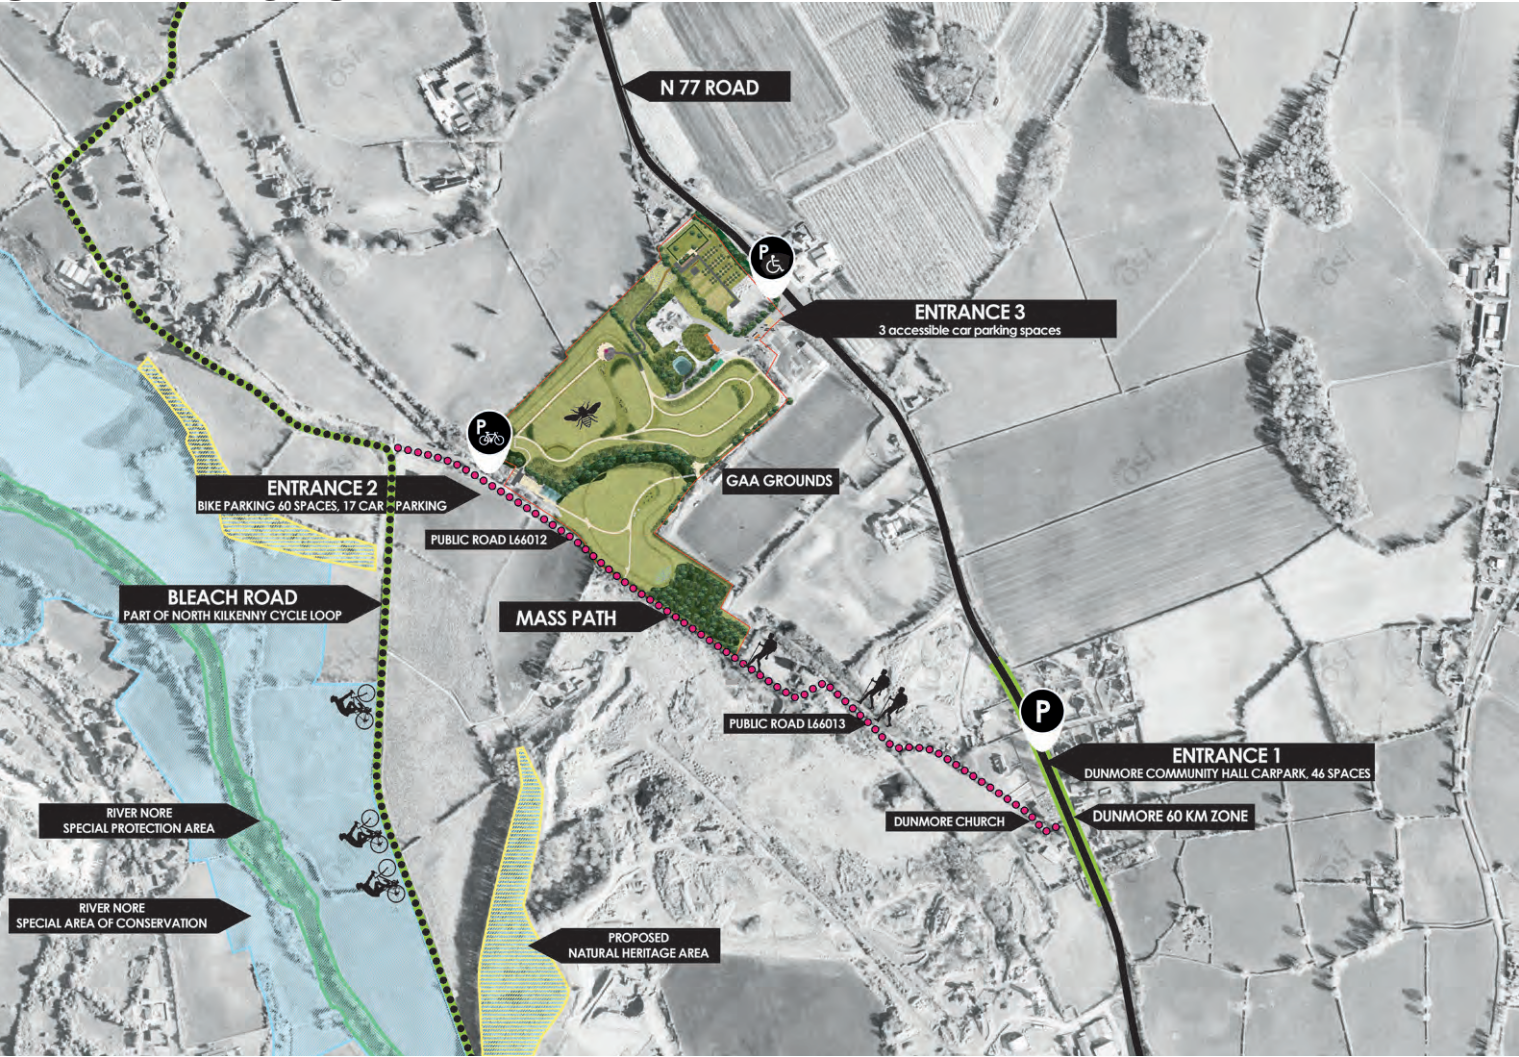 N 77 ROAD
P
ENTRANCE 3
3 accessible car parking spaces
P
ENTRANCE 2
BIKE PARKING 60 SPACES, 17 CAR PARKING
GAA GROUNDS
PUBLIC ROAD L66012
BLEACH ROAD
PART OF NORTH KILKENNY CYCLE LOOP
MASS PATH
PUBLIC ROAD L66013
P
ENTRANCE 1
DUNMORE COMMUNITY HALL CARPARK, 46 SPACES
RIVER NORE
SPECIAL PROTECTION AREA
DUNMORE CHURCH
DUNMORE 60 KM ZONE
RIVER NORE
SPECIAL AREA OF CONSERVATION
PROPOSED
NATURAL HERITAGE AREA